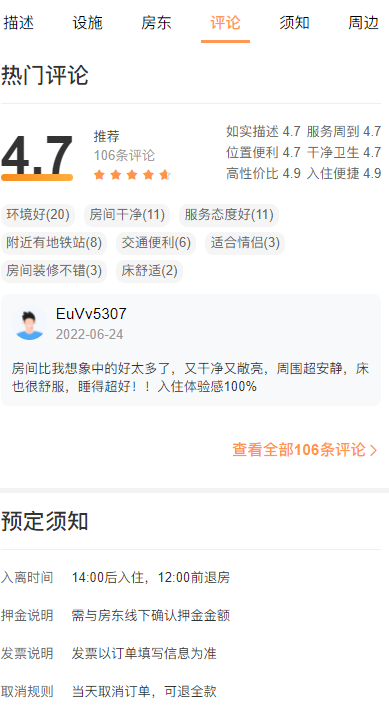 描述 设施 房东 评论 须知 周边
热门评论
4.7
推荐
106条评论
如实描述 4.7 服务周到 4.7
位置便利 4.7 干净卫生 4.7
高性价比 4.9 入住便捷 4.9
环境好(20) 房间干净(11) 服务态度好(11)
附近有地铁站(8) 交通便利(6) 适合情侣(3)
房间装修不错(3) 床舒适(2)
EuVv5307
2022-06-24
房间比我想象中的好太多了，又干净又敞亮，周围超安静，床
也很舒服，睡得超好！！入住体验感100%
查看全部106条评论
预定须知
入离时间 14:00后入住，12:00前退房
押金说明 需与房东线下确认押金金额
发票说明 发票以订单填写信息为准
取消规则 当天取消订单，可退全款